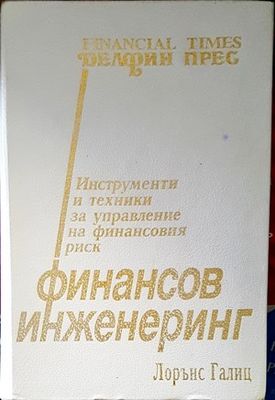 FINANCIAL TIMES
ДЕЛФИН ПРЕС
Инструменти
и техники
за управление
на финансовия
риск
финансов
инженеринг
Лорънс Галиц